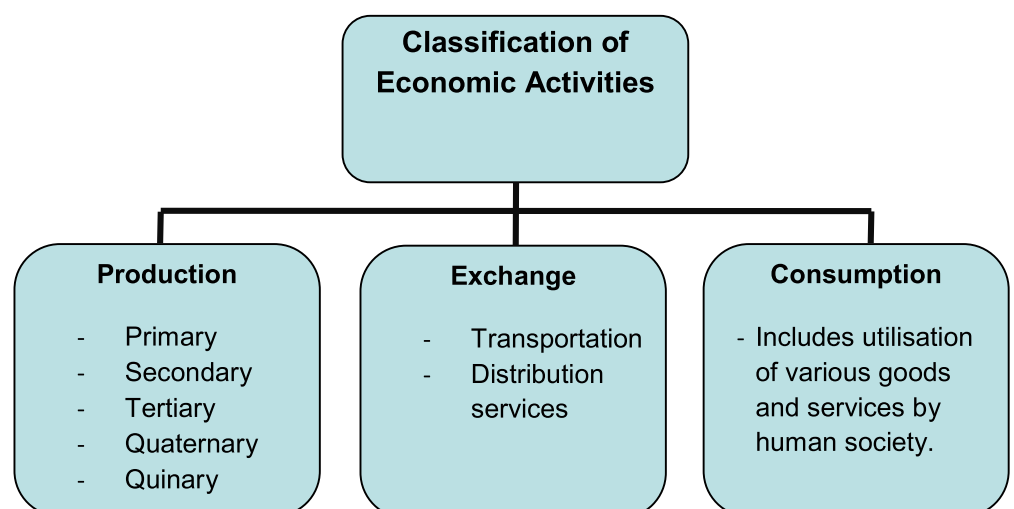 Classification of
Economic Activities
Production
- Primary
- Secondary
- Tertiary
- Quaternary
- Quinary
Exchange
- Transportation
- Distribution
services
Consumption
- Includes utilisation
of various goods
and services by
human society.